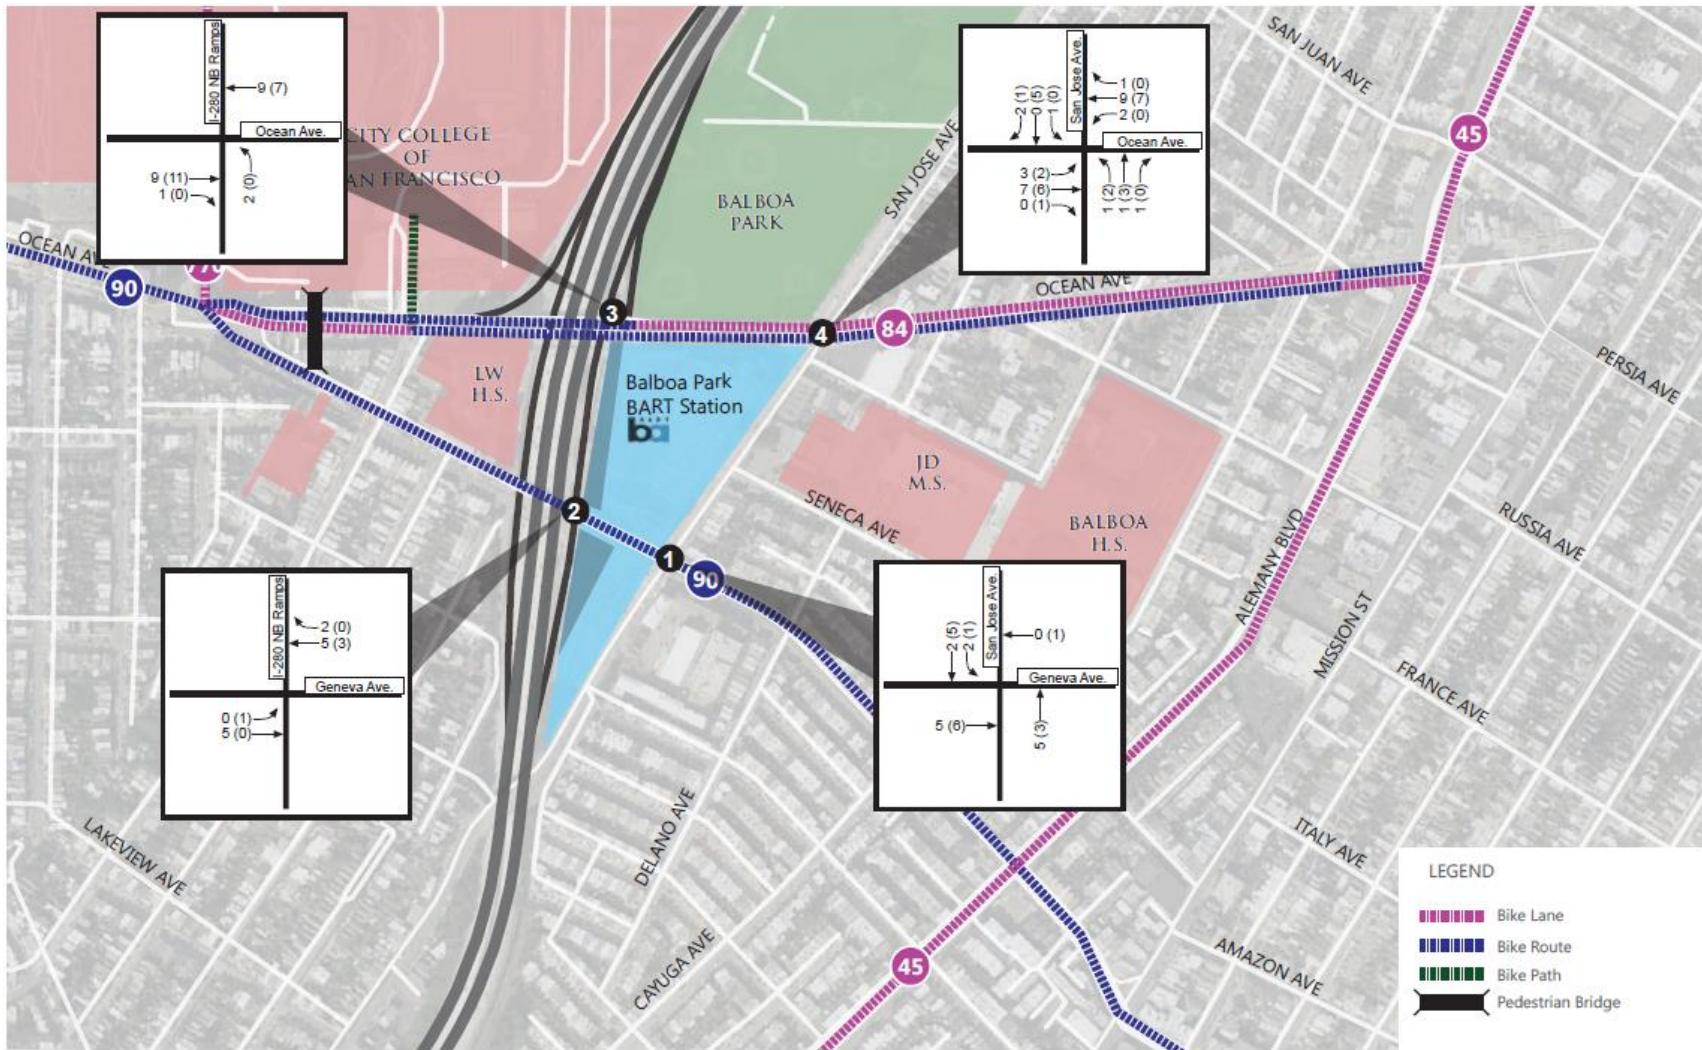 I-280 NB Ramps
9 (7)
Ocean Ave.
9 (11)
1 (0)
2 (0)
San Jose Ave.
2 (1)
0 (5)
1 (0)
1 (0)
9 (7)
2 (0)
Ocean Ave.
3 (2)
7 (6)
0 (1)
1 (2)
1 (3)
1 (0)
CITY COLLEGE
OF
AN FRANCISCO
BALBOA
PARK
SAN JOSE AVE
SAN JUAN AVE
45
OCEAN AVE
90
3
4
84
OCEAN AVE
PERSIA AVE
LW
H.S.
Balboa Park
BART Station
ba
JD
M.S.
SENECA AVE
BALBOA
H.S.
RUSSIA AVE
2
1
90
ALEMANY BLVD
MISSION ST
FRANCE AVE
I-280 NB Ramps
2 (0)
5 (3)
Geneva Ave.
0 (1)
5 (0)
San Jose Ave.
2 (5)
2 (1)
0 (1)
Geneva Ave.
5 (6)
5 (3)
LAKEVIEW AVE
DELANO AVE
CAYUGA AVE
ITALY AVE
AMAZON AVE
45
LEGEND
Bike Lane
Bike Route
Bike Path
Pedestrian Bridge